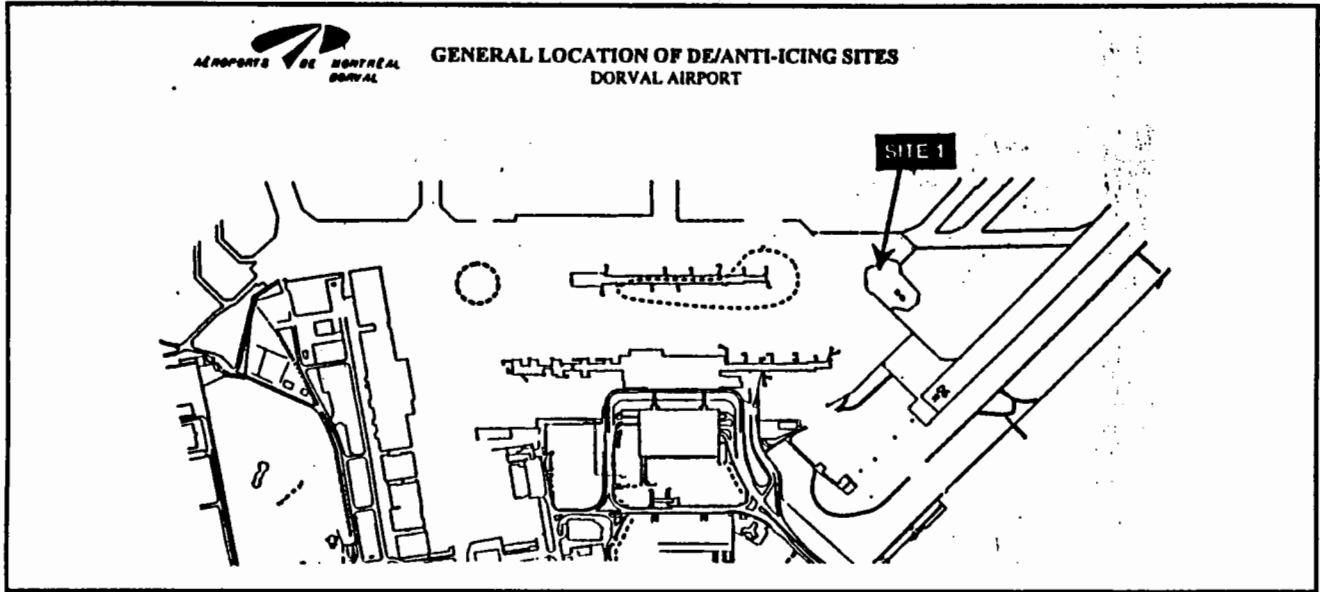 AÉROPORTS DE MONTRÉAL
DORVAL
GENERAL LOCATION OF DE/ANTI-ICING SITES
DORVAL AIRPORT
SITE 1